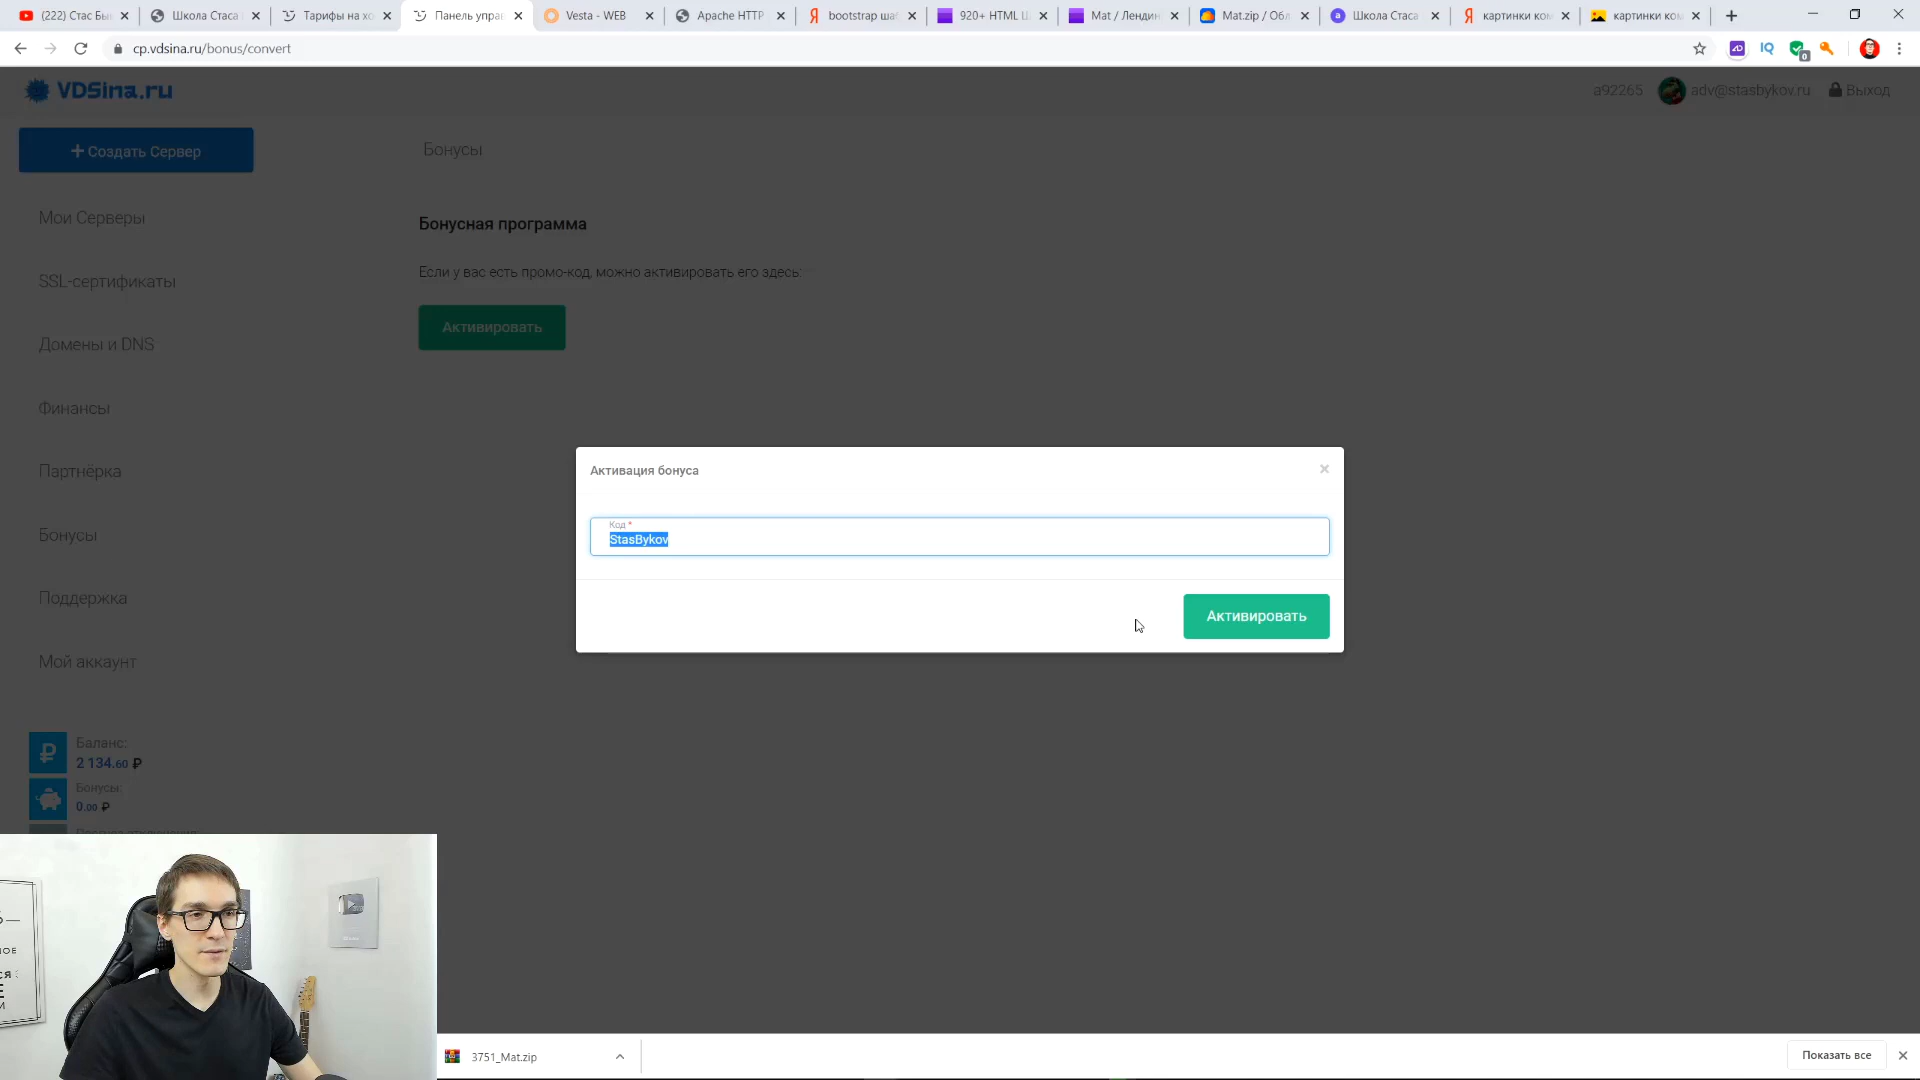 (222) Стас Бы
Школа Стаса
Тарифы на хо
Панель упра
Vesta - WEB
Apache HTTP
bootstrap ша
920+ HTML Ш
Mat / Лендин
Mat.zip / Обл
Школа Стаса
картинки ком
картинки ком
cp.vdsina.ru/bonus/convert
VDSina.ru
a92265
adv@stasbykov.ru
Выход
Создать Сервер
Бонусы
Мои Серверы
Бонусная программа
SSL-сертификаты
Если у вас есть промо-код, можно активировать его здесь:
Активировать
Домены и DNS
Финансы
Партнёрка
Бонусы
Поддержка
Мой аккаунт
Активация бонуса
Код *
StasBykov
Активировать
Баланс:
2 134.60 ₽
Бонусы:
0.00 ₽
3751_Mat.zip
Показать все